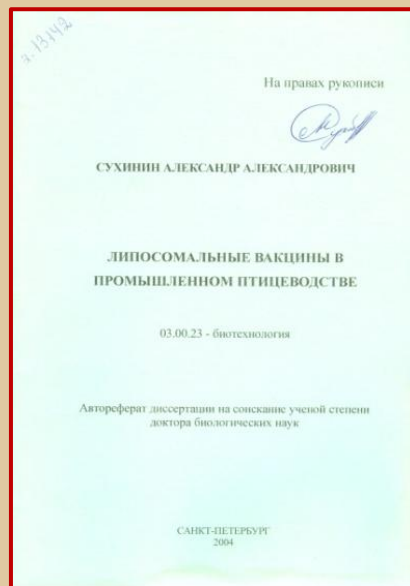 а.13142
На правах рукописи
СУХИНИН АЛЕКСАНДР АЛЕКСАНДРОВИЧ
ЛИПОСОМАЛЬНЫЕ ВАКЦИНЫ В
ПРОМЫШЛЕННОМ ПТИЦЕВОДСТВЕ
03.00.23 - биотехнология
Автореферат диссертации на соискание ученой степени
доктора биологических наук
САНКТ-ПЕТЕРБУРГ
2004